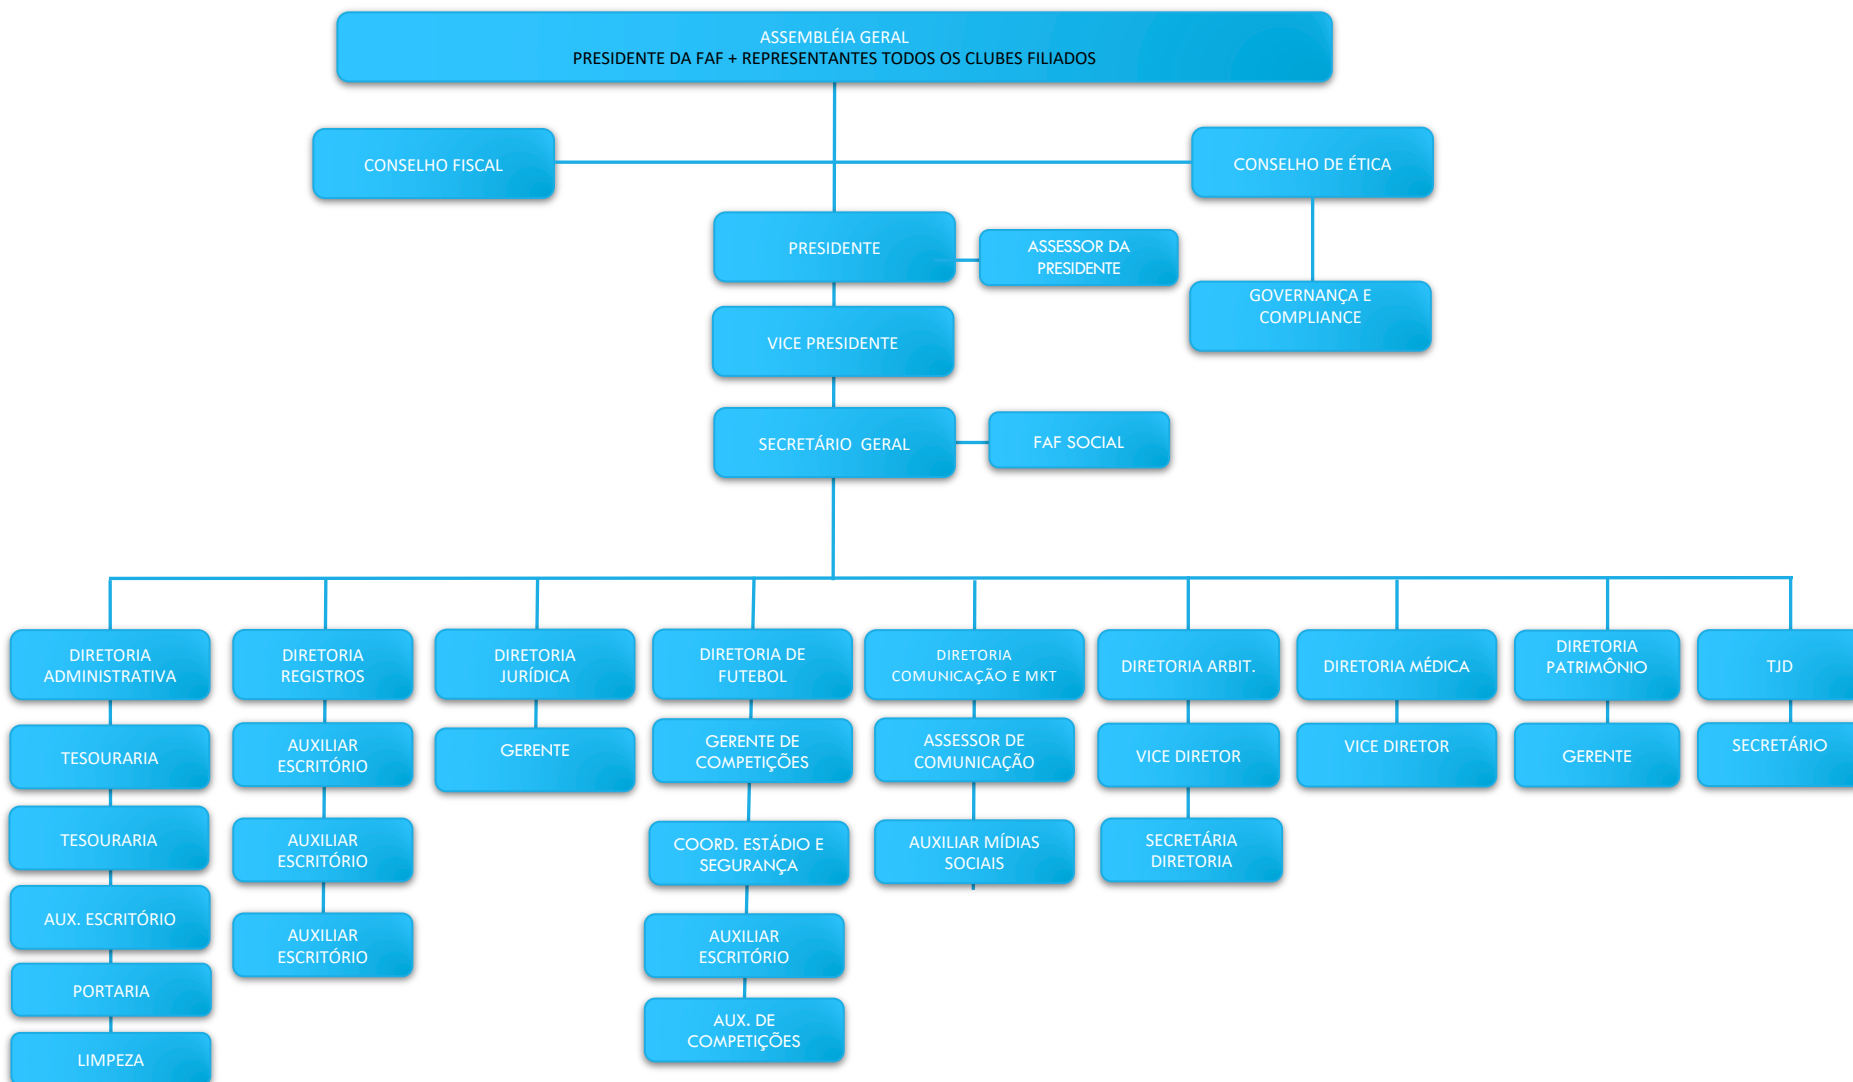 ASSEMBLÉIA GERAL
PRESIDENTE DA FAF + REPRESENTANTES TODOS OS CLUBES FILIADOS
CONSELHO FISCAL
CONSELHO DE ÉTICA
PRESIDENTE
ASSESSOR DA
PRESIDENTE
GOVERNANÇA E
COMPLIANCE
VICE PRESIDENTE
SECRETÁRIO GERAL
FAF SOCIAL
DIRETORIA
ADMINISTRATIVA
DIRETORIA
REGISTROS
DIRETORIA
JURÍDICA
DIRETORIA DE
FUTEBOL
DIRETORIA
COMUNICAÇÃO E MKT
DIRETORIA ARBIT.
DIRETORIA MÉDICA
DIRETORIA
PATRIMÔNIO
TJD
TESOURARIA
AUXILIAR
ESCRITÓRIO
GERENTE
GERENTE DE
COMPETIÇÕES
ASSESSOR DE
COMUNICAÇÃO
VICE DIRETOR
VICE DIRETOR
GERENTE
SECRETÁRIO
TESOURARIA
AUXILIAR
ESCRITÓRIO
COORD. ESTÁDIO E
SEGURANÇA
AUXILIAR MÍDIAS
SOCIAIS
SECRETÁRIA
DIRETORIA
AUX. ESCRITÓRIO
AUXILIAR
ESCRITÓRIO
AUXILIAR
ESCRITÓRIO
PORTARIA
AUX. DE
COMPETIÇÕES
LIMPEZA